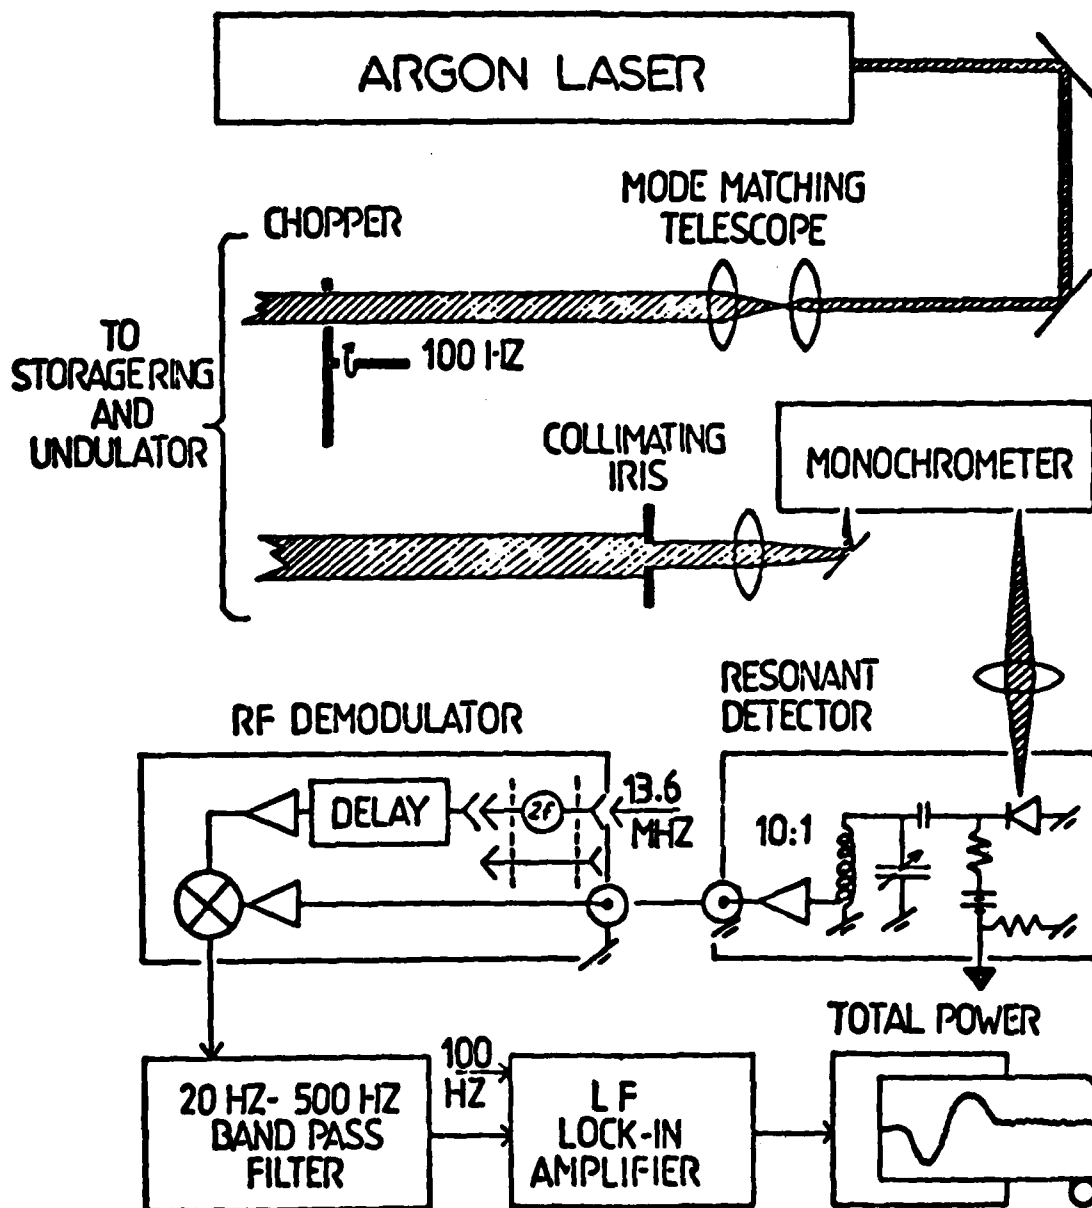 ARGON LASER
MODE MATCHING
TELESCOPE
CHOPPER
TO
STORAGE RING
AND
UNDULATOR
100 HZ
COLLIMATING
IRIS
MONOCHROMETER
RESONANT
DETECTOR
RF DEMODULATOR
DELAY
2f
13.6
MHZ
10:1
TOTAL POWER
100
HZ
20 HZ- 500 HZ
BAND PASS
FILTER
LF
LOCK-IN
AMPLIFIER